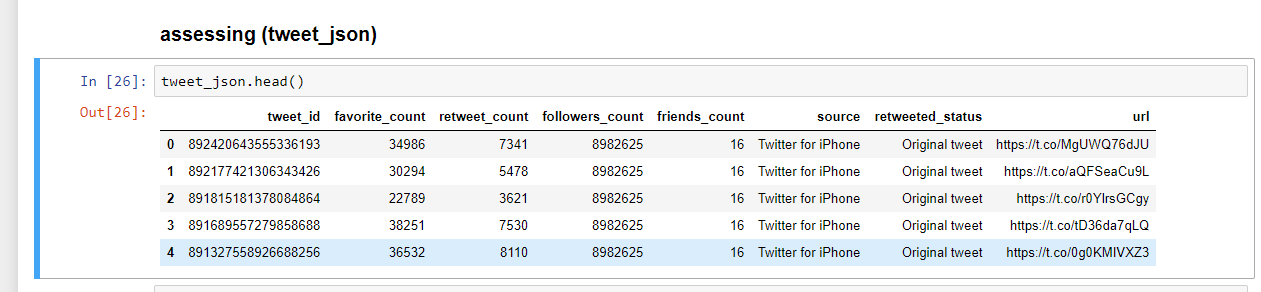 assessing (tweet_json)
In [26]: tweet_json.head()
Out[26]:
tweet_id favorite_count retweet_count followers_count friends_count source retweeted_status url
0 892420643555336193 34986 7341 8982625 16 Twitter for iPhone Original tweet https://t.co/MgUWQ76dJU
1 892177421306343426 30294 5478 8982625 16 Twitter for iPhone Original tweet https://t.co/aQFSeaCu9L
2 891815181378084864 22789 3621 8982625 16 Twitter for iPhone Original tweet https://t.co/r0YlrsGCgy
3 891689557279858688 38251 7530 8982625 16 Twitter for iPhone Original tweet https://t.co/tD36da7qLQ
4 891327558926688256 36532 8110 8982625 16 Twitter for iPhone Original tweet https://t.co/0g0KMIVXZ3